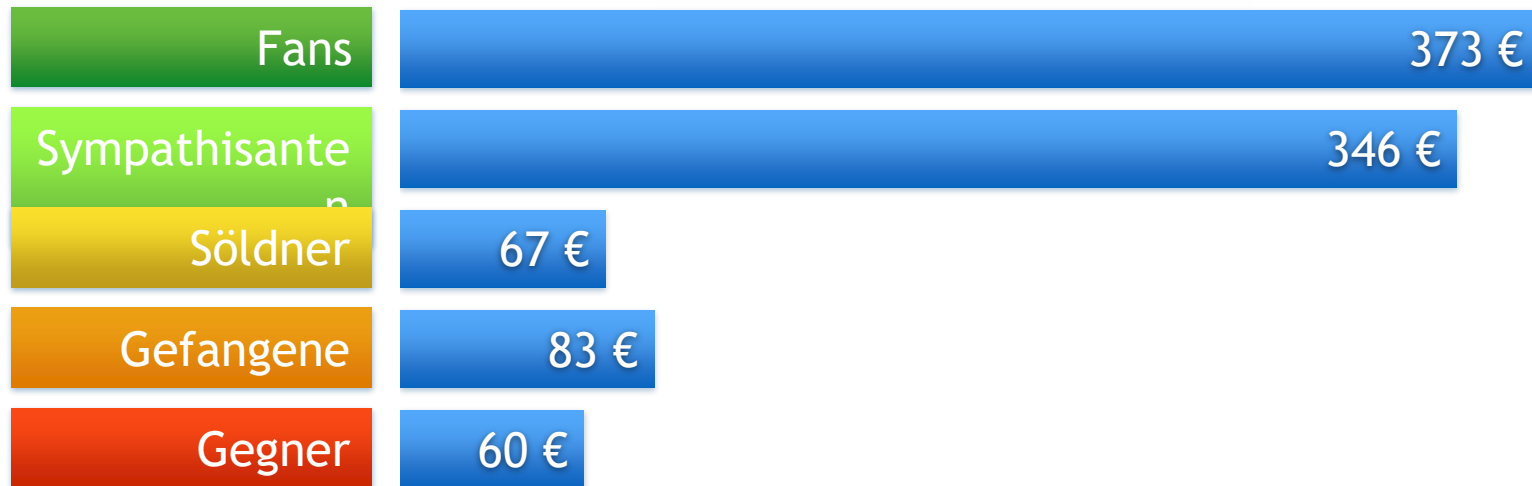 Fans 373 €
Sympathisante
n
346 €
Söldner 67 €
Gefangene 83 €
Gegner 60 €